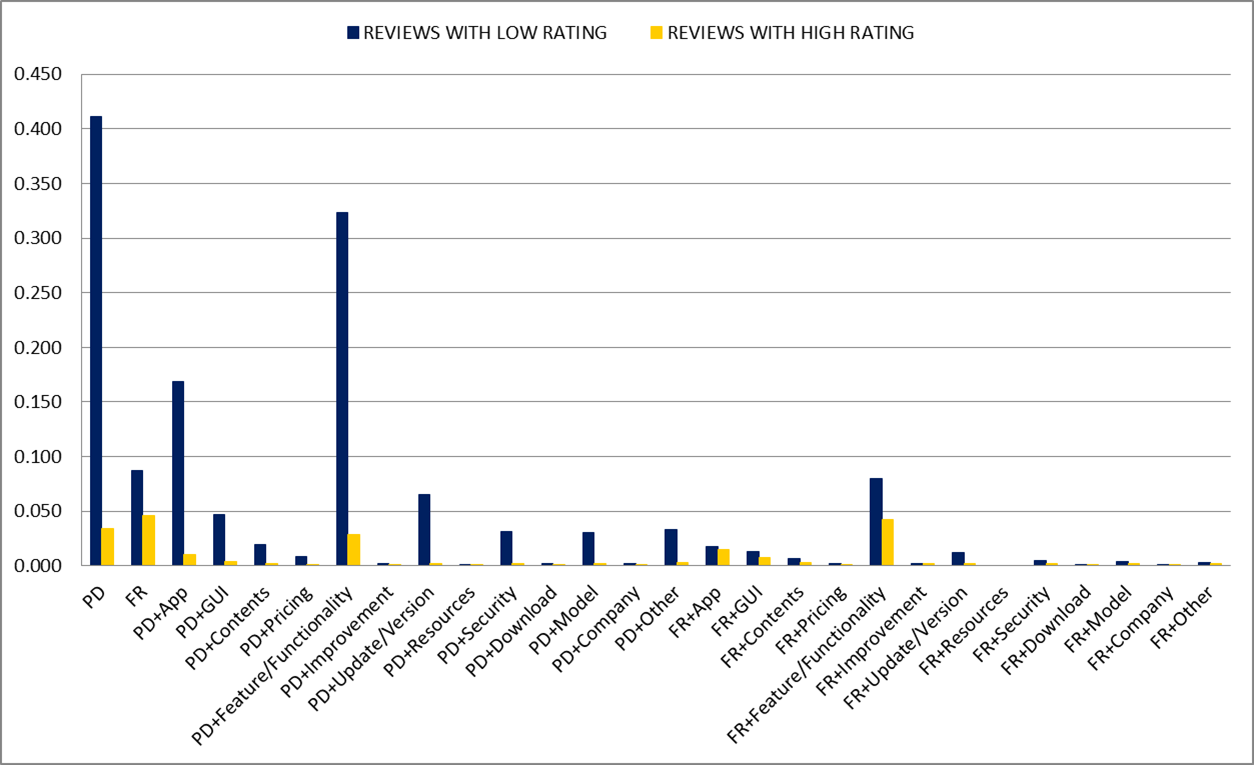 REVIEWS WITH LOW RATING
REVIEWS WITH HIGH RATING
0.450
0.400
0.350
0.300
0.250
0.200
0.150
0.100
0.050
0.000
PD
FR
PD+App
PD+GUI
PD+Contents
PD+Pricing
PD+Feature/Functionality
PD+Improvement
PD+Update/Version
PD+Resources
PD+Security
PD+Download
PD+Model
PD+Company
PD+Other
FR+App
FR+GUI
FR+Contents
FR+Pricing
FR+Feature/Functionality
FR+Improvement
FR+Update/Version
FR+Resources
FR+Security
FR+Download
FR+Model
FR+Company
FR+Other